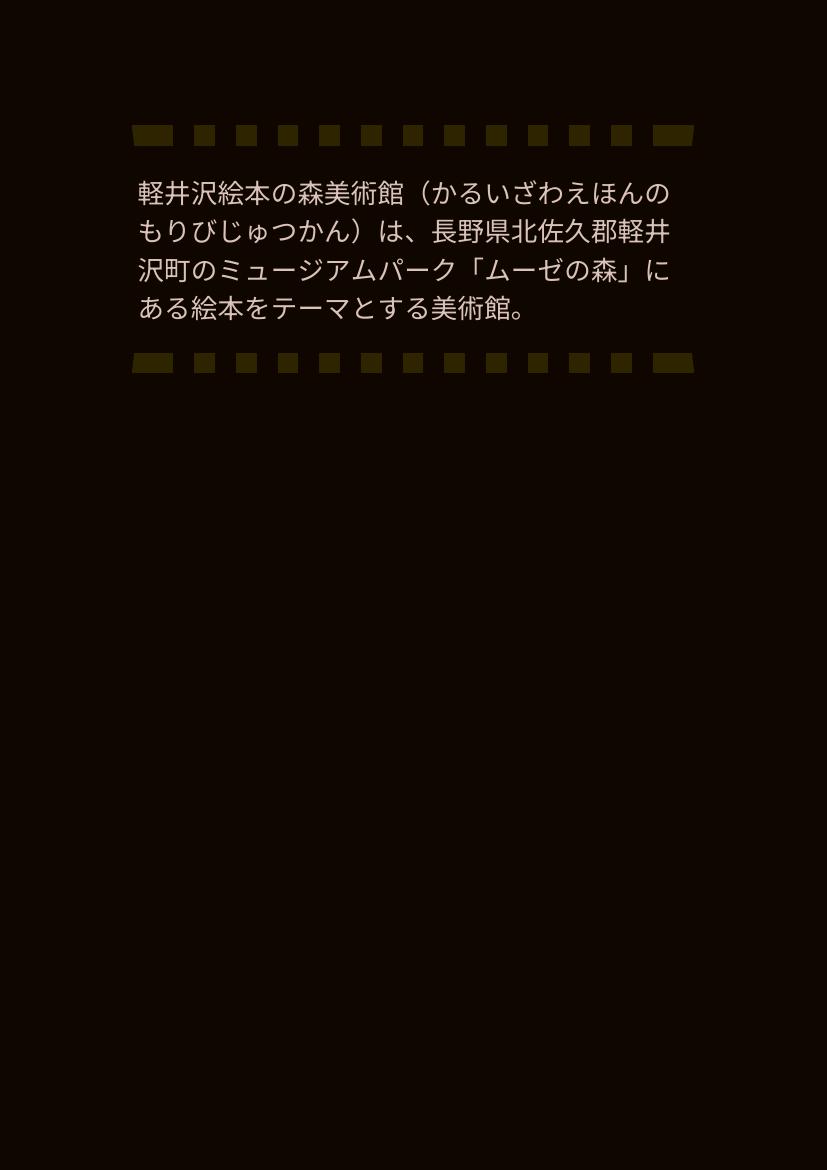 軽井沢絵本の森美術館（かるいざわえほんの
もりびじゅつかん）は、長野県北佐久郡軽井
沢町のミュージアムパーク「ムーゼの森」に
ある絵本をテーマとする美術館。